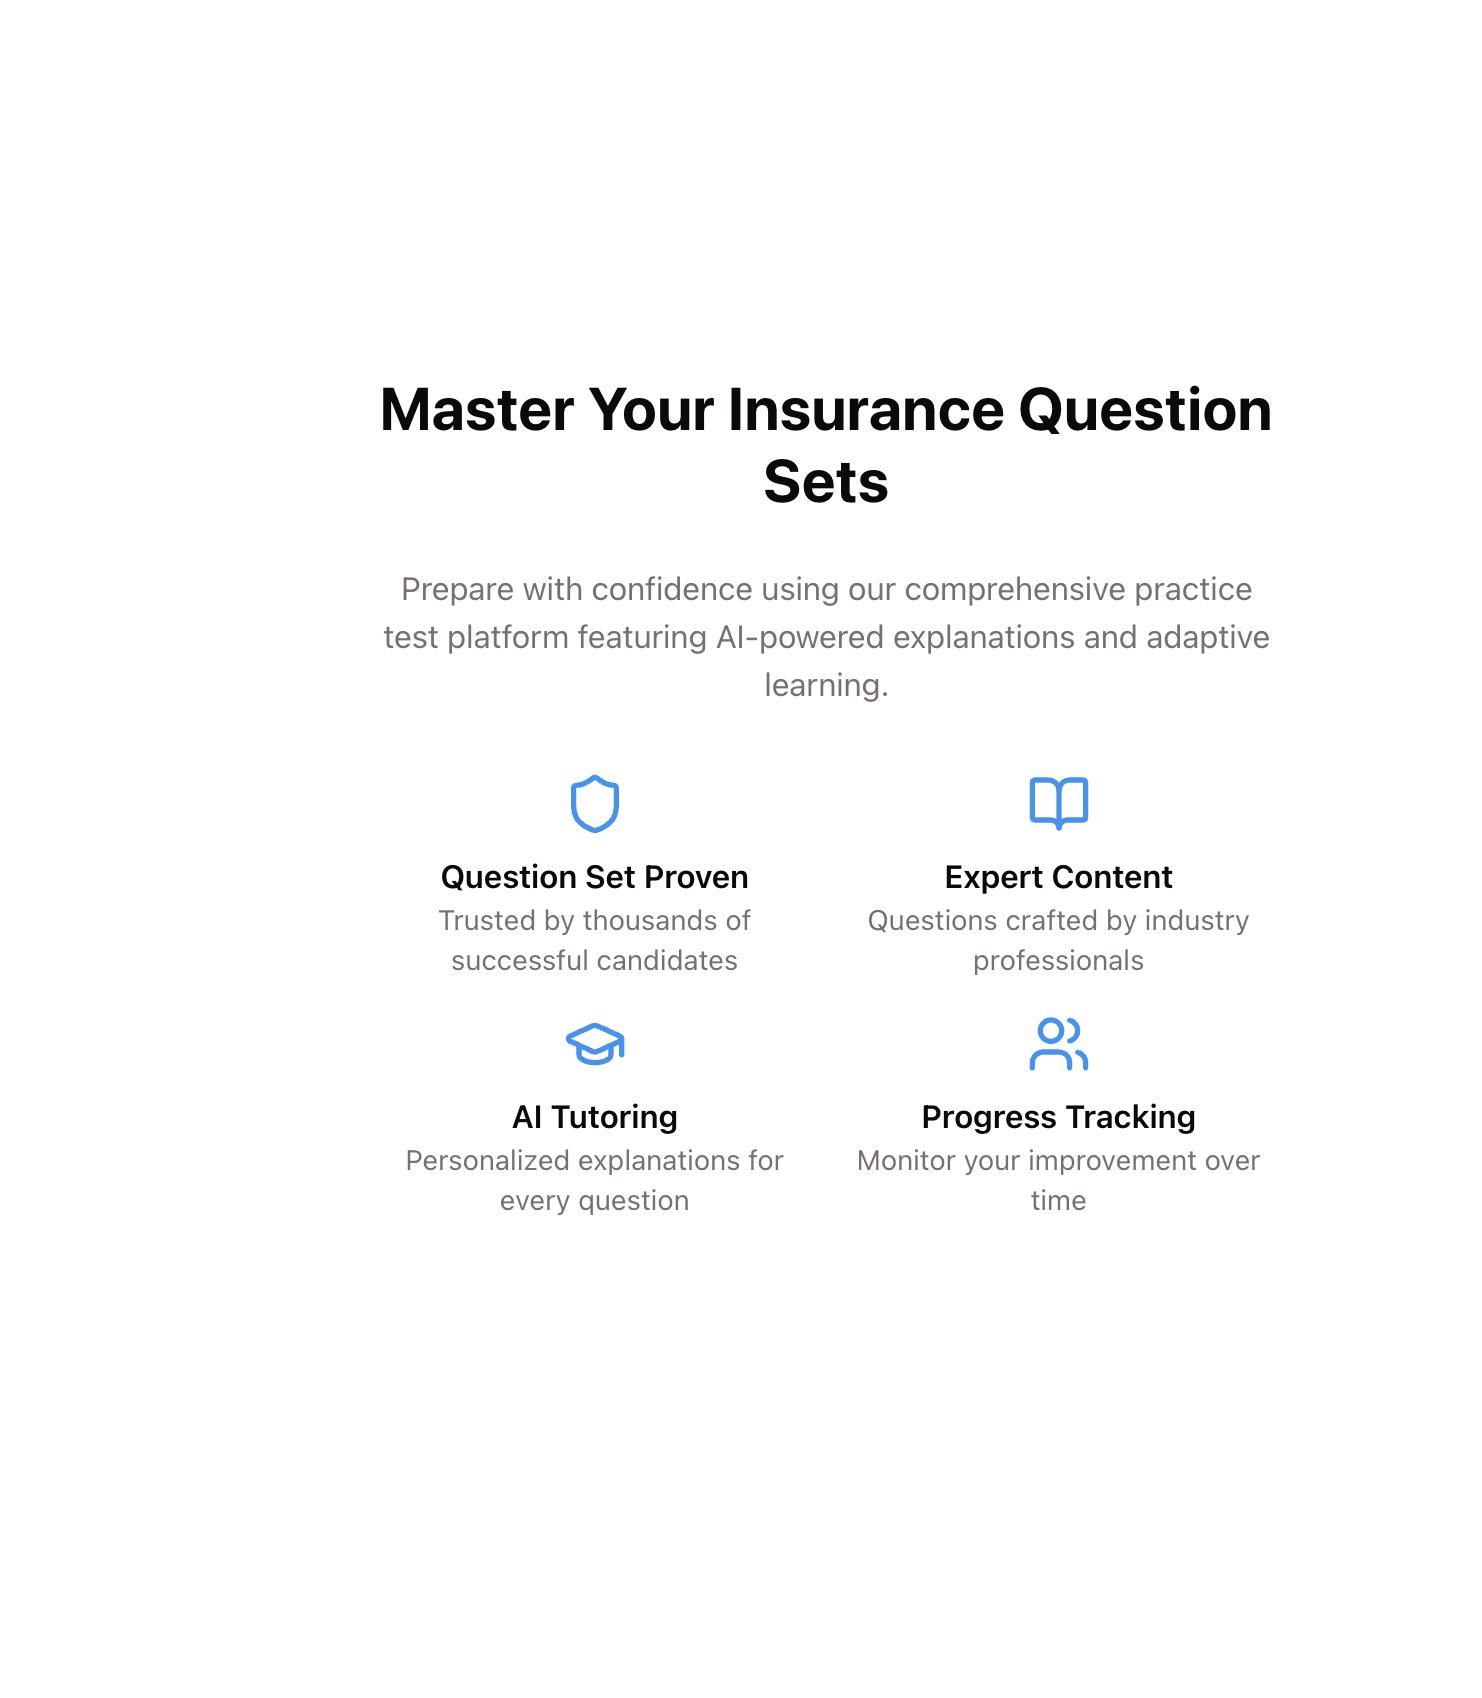 Master Your Insurance Question
Sets
Prepare with confidence using our comprehensive practice
test platform featuring AI-powered explanations and adaptive
learning.
Question Set Proven
Trusted by thousands of
successful candidates
Expert Content
Questions crafted by industry
professionals
AI Tutoring
Personalized explanations for
every question
Progress Tracking
Monitor your improvement over
time